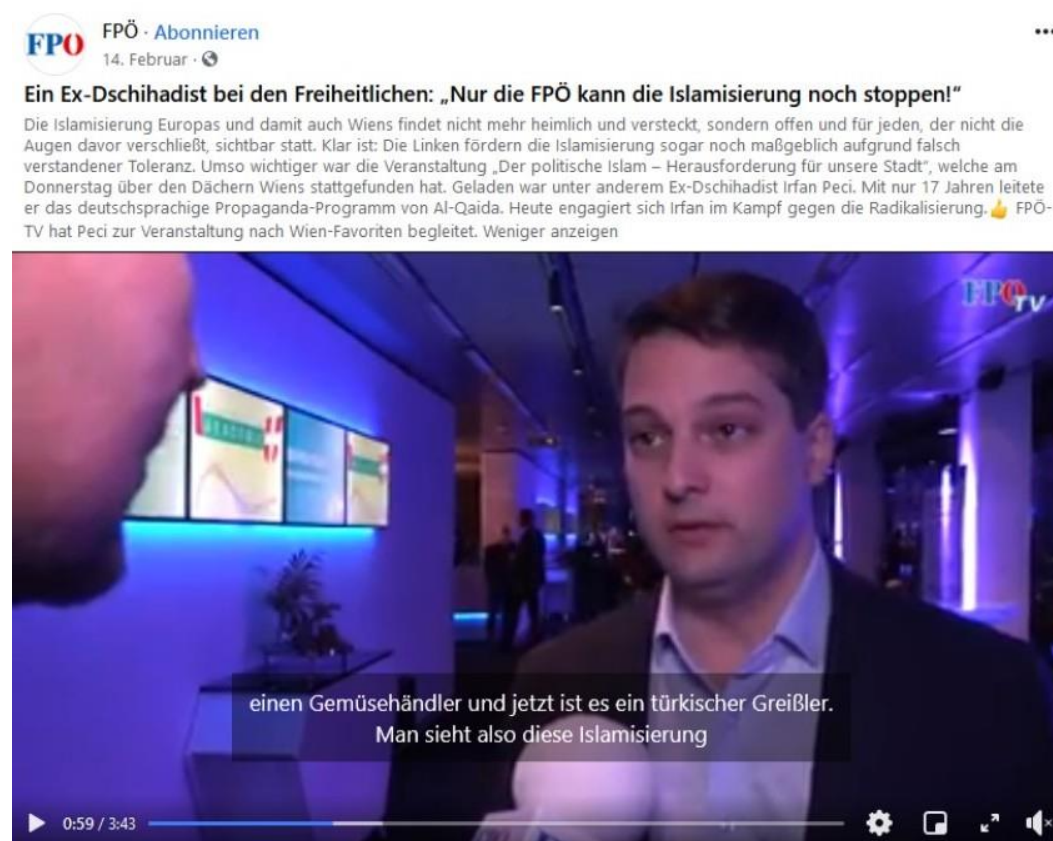 FPÖ
FPÖ · Abonnieren
14. Februar ·
Ein Ex-Dschihadist bei den Freiheitlichen: „Nur die FPÖ kann die Islamisierung noch stoppen!“
Die Islamisierung Europas und damit auch Wiens findet nicht mehr heimlich und versteckt, sondern offen und für jeden, der nicht die
Augen davor verschließt, sichtbar statt. Klar ist: Die Linken fördern die Islamisierung sogar noch maßgeblich aufgrund falsch
verstandener Toleranz. Umso wichtiger war die Veranstaltung „Der politische Islam – Herausforderung für unsere Stadt“, welche am
Donnerstag über den Dächern Wiens stattgefunden hat. Geladen war unter anderem Ex-Dschihadist Irfan Peci. Mit nur 17 Jahren leitete
er das deutschsprachige Propaganda-Programm von Al-Qaida. Heute engagiert sich Irfan im Kampf gegen die Radikalisierung.👍 FPÖ-
TV hat Peci zur Veranstaltung nach Wien-Favoriten begleitet. Weniger anzeigen
FPÖ TV
einen Gemüsehändler und jetzt ist es ein türkischer Greißler.
Man sieht also diese Islamisierung
0:59 / 3:43